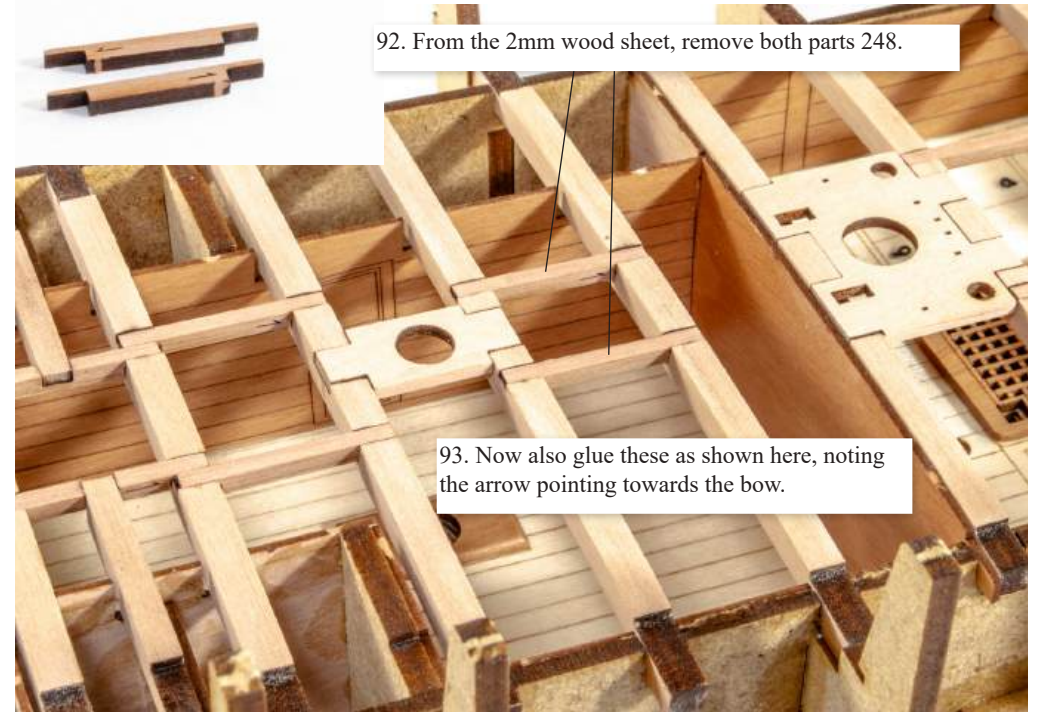 92. From the 2mm wood sheet, remove both parts 248.
93. Now also glue these as shown here, noting
the arrow pointing towards the bow.